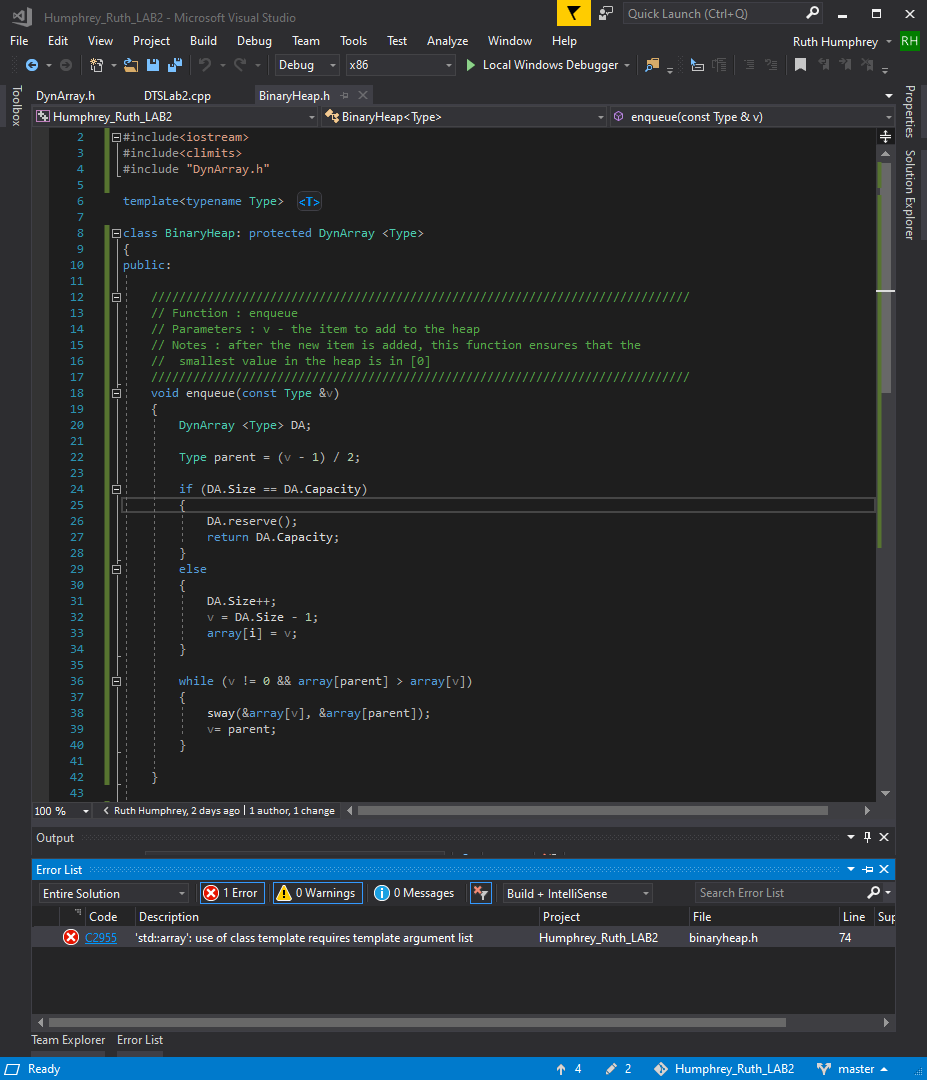 Humphrey_Ruth_LAB2 - Microsoft Visual Studio
Quick Launch (Ctrl+Q)
File Edit View Project Build Debug Team Tools Test Analyze Window Help Ruth Humphrey RH
Debug x86 Local Windows Debugger
Toolbox
DynArray.h DTSLab2.cpp BinaryHeap.h
Properties
Solution Explorer
Humphrey_Ruth_LAB2 BinaryHeap<Type> enqueue(const Type & v)
2 #include<iostream>
3 #include<climits>
4 #include "DynArray.h"
5
6 template<typename Type> <T>
7
8 class BinaryHeap: protected DynArray <Type>
9 {
10 public:
11
12 /////////////////////////////////////////////////////////////////////////////
13 // Function : enqueue
14 // Parameters : v - the item to add to the heap
15 // Notes : after the new item is added, this function ensures that the
16 //  smallest value in the heap is in [0]
17 /////////////////////////////////////////////////////////////////////////////
18 void enqueue(const Type &v)
19 {
20 DynArray <Type> DA;
21
22 Type parent = (v - 1) / 2;
23
24 if (DA.Size == DA.Capacity)
25 {
26 DA.reserve();
27 return DA.Capacity;
28 }
29 else
30 {
31 DA.Size++;
32 v = DA.Size - 1;
33 array[i] = v;
34 }
35
36 while (v != 0 && array[parent] > array[v])
37 {
38 sway(&array[v], &array[parent]);
39 v= parent;
40 }
41
42 }
43
100 % Ruth Humphrey, 2 days ago | 1 author, 1 change
Output
Error List
Entire Solution 1 Error 0 Warnings 0 Messages Build + IntelliSense Search Error List
Code Description Project File Line Sup
C2955 'std::array': use of class template requires template argument list Humphrey_Ruth_LAB2 binaryheap.h 74
Team Explorer Error List
Ready 4 2 Humphrey_Ruth_LAB2 master